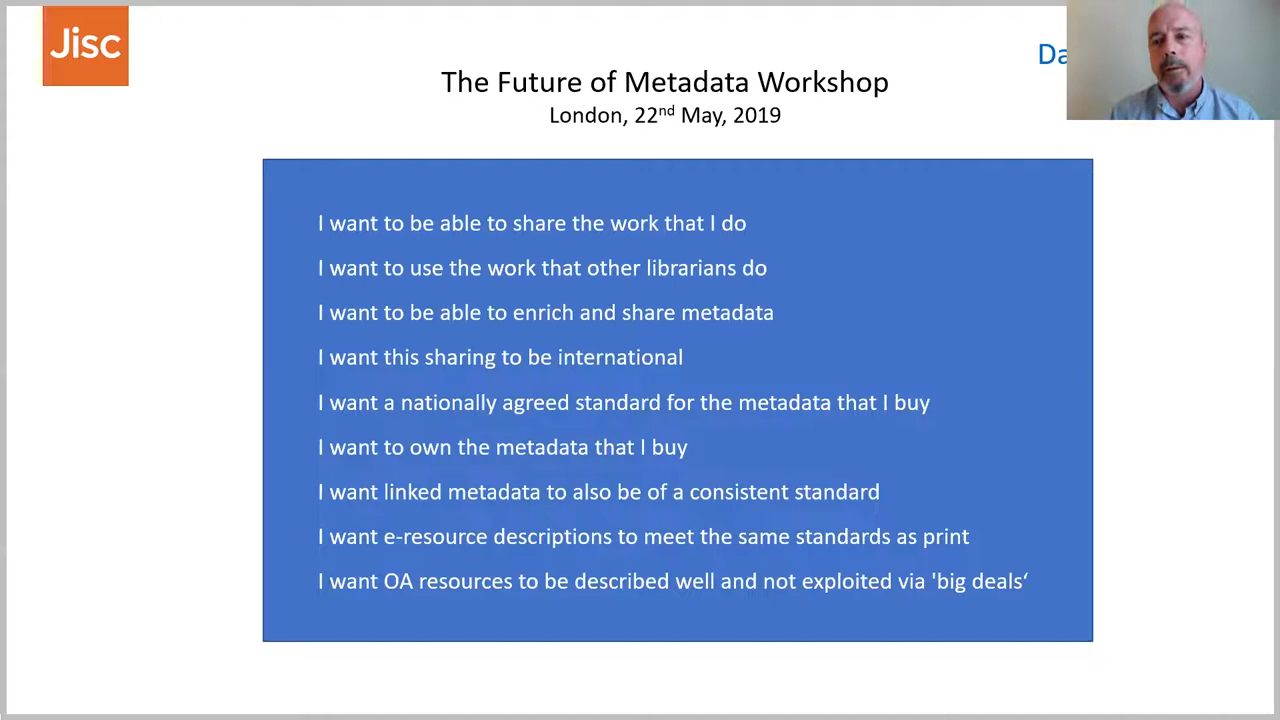 Jisc
Da
The Future of Metadata Workshop
London, 22nd May, 2019
I want to be able to share the work that I do
I want to use the work that other librarians do
I want to be able to enrich and share metadata
I want this sharing to be international
I want a nationally agreed standard for the metadata that I buy
I want to own the metadata that I buy
I want linked metadata to also be of a consistent standard
I want e-resource descriptions to meet the same standards as print
I want OA resources to be described well and not exploited via 'big deals‘